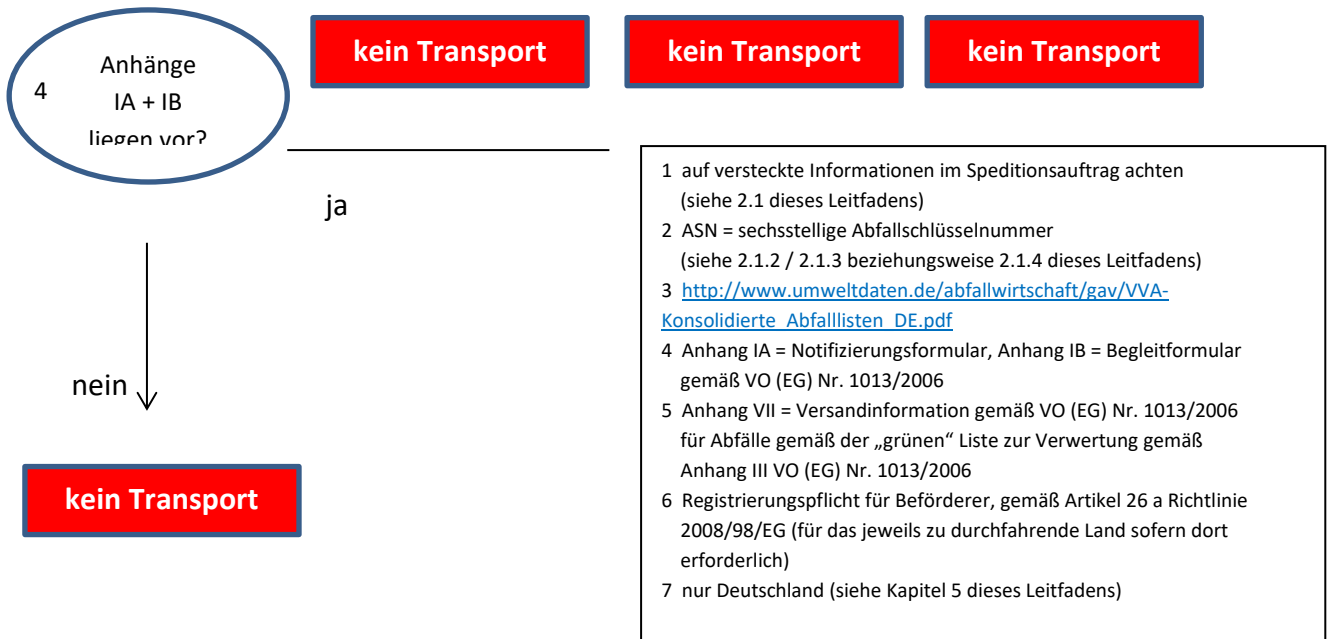 kein Transport
kein Transport
kein Transport
4
Anhänge
IA + IB
liegen vor?
ja
nein
kein Transport
1 auf versteckte Informationen im Speditionsauftrag achten
(siehe 2.1 dieses Leitfadens)
2 ASN = sechsstellige Abfallschlüsselnummer
(siehe 2.1.2 / 2.1.3 beziehungsweise 2.1.4 dieses Leitfadens)
3 http://www.umweltdaten.de/abfallwirtschaft/gav/VVA-
Konsolidierte_Abfalllisten_DE.pdf
4 Anhang IA = Notifizierungsformular, Anhang IB = Begleitformular
gemäß VO (EG) Nr. 1013/2006
5 Anhang VII = Versandinformation gemäß VO (EG) Nr. 1013/2006
für Abfälle gemäß der „grünen“ Liste zur Verwertung gemäß
Anhang III VO (EG) Nr. 1013/2006
6 Registrierungspflicht für Beförderer, gemäß Artikel 26 a Richtlinie
2008/98/EG (für das jeweils zu durchfahrende Land sofern dort
erforderlich)
7 nur Deutschland (siehe Kapitel 5 dieses Leitfadens)